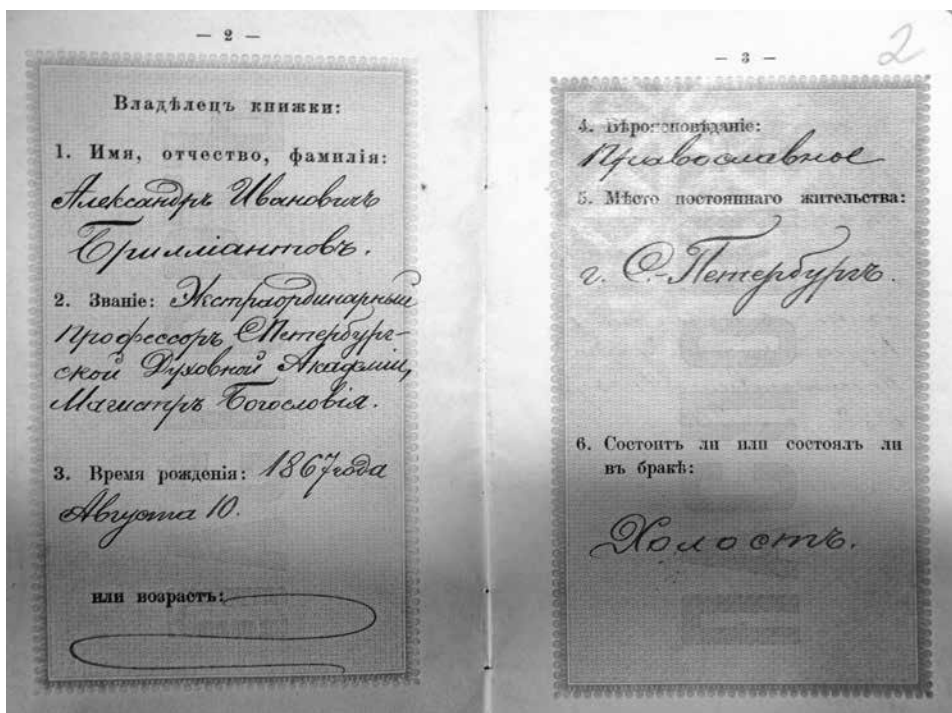 — 2 —
Владѣлецъ книжки:
1. Имя, отчество, фамилія:
Александръ Ивановичъ
Брилліантовъ.
2. Званіе: Экстраординарный
профессоръ СПетербург-
ской Духовной Академіи,
Магистръ Богословія.
3. Время рожденія: 1867 года
Августа 10.
или возрастъ:
— 3 —
2
4. Вѣроисповѣданіе:
Православное
5. Мѣсто постояннаго жительства:
г. С.-Петербургъ.
6. Состоитъ ли или состоялъ ли
въ бракѣ:
Холостъ.